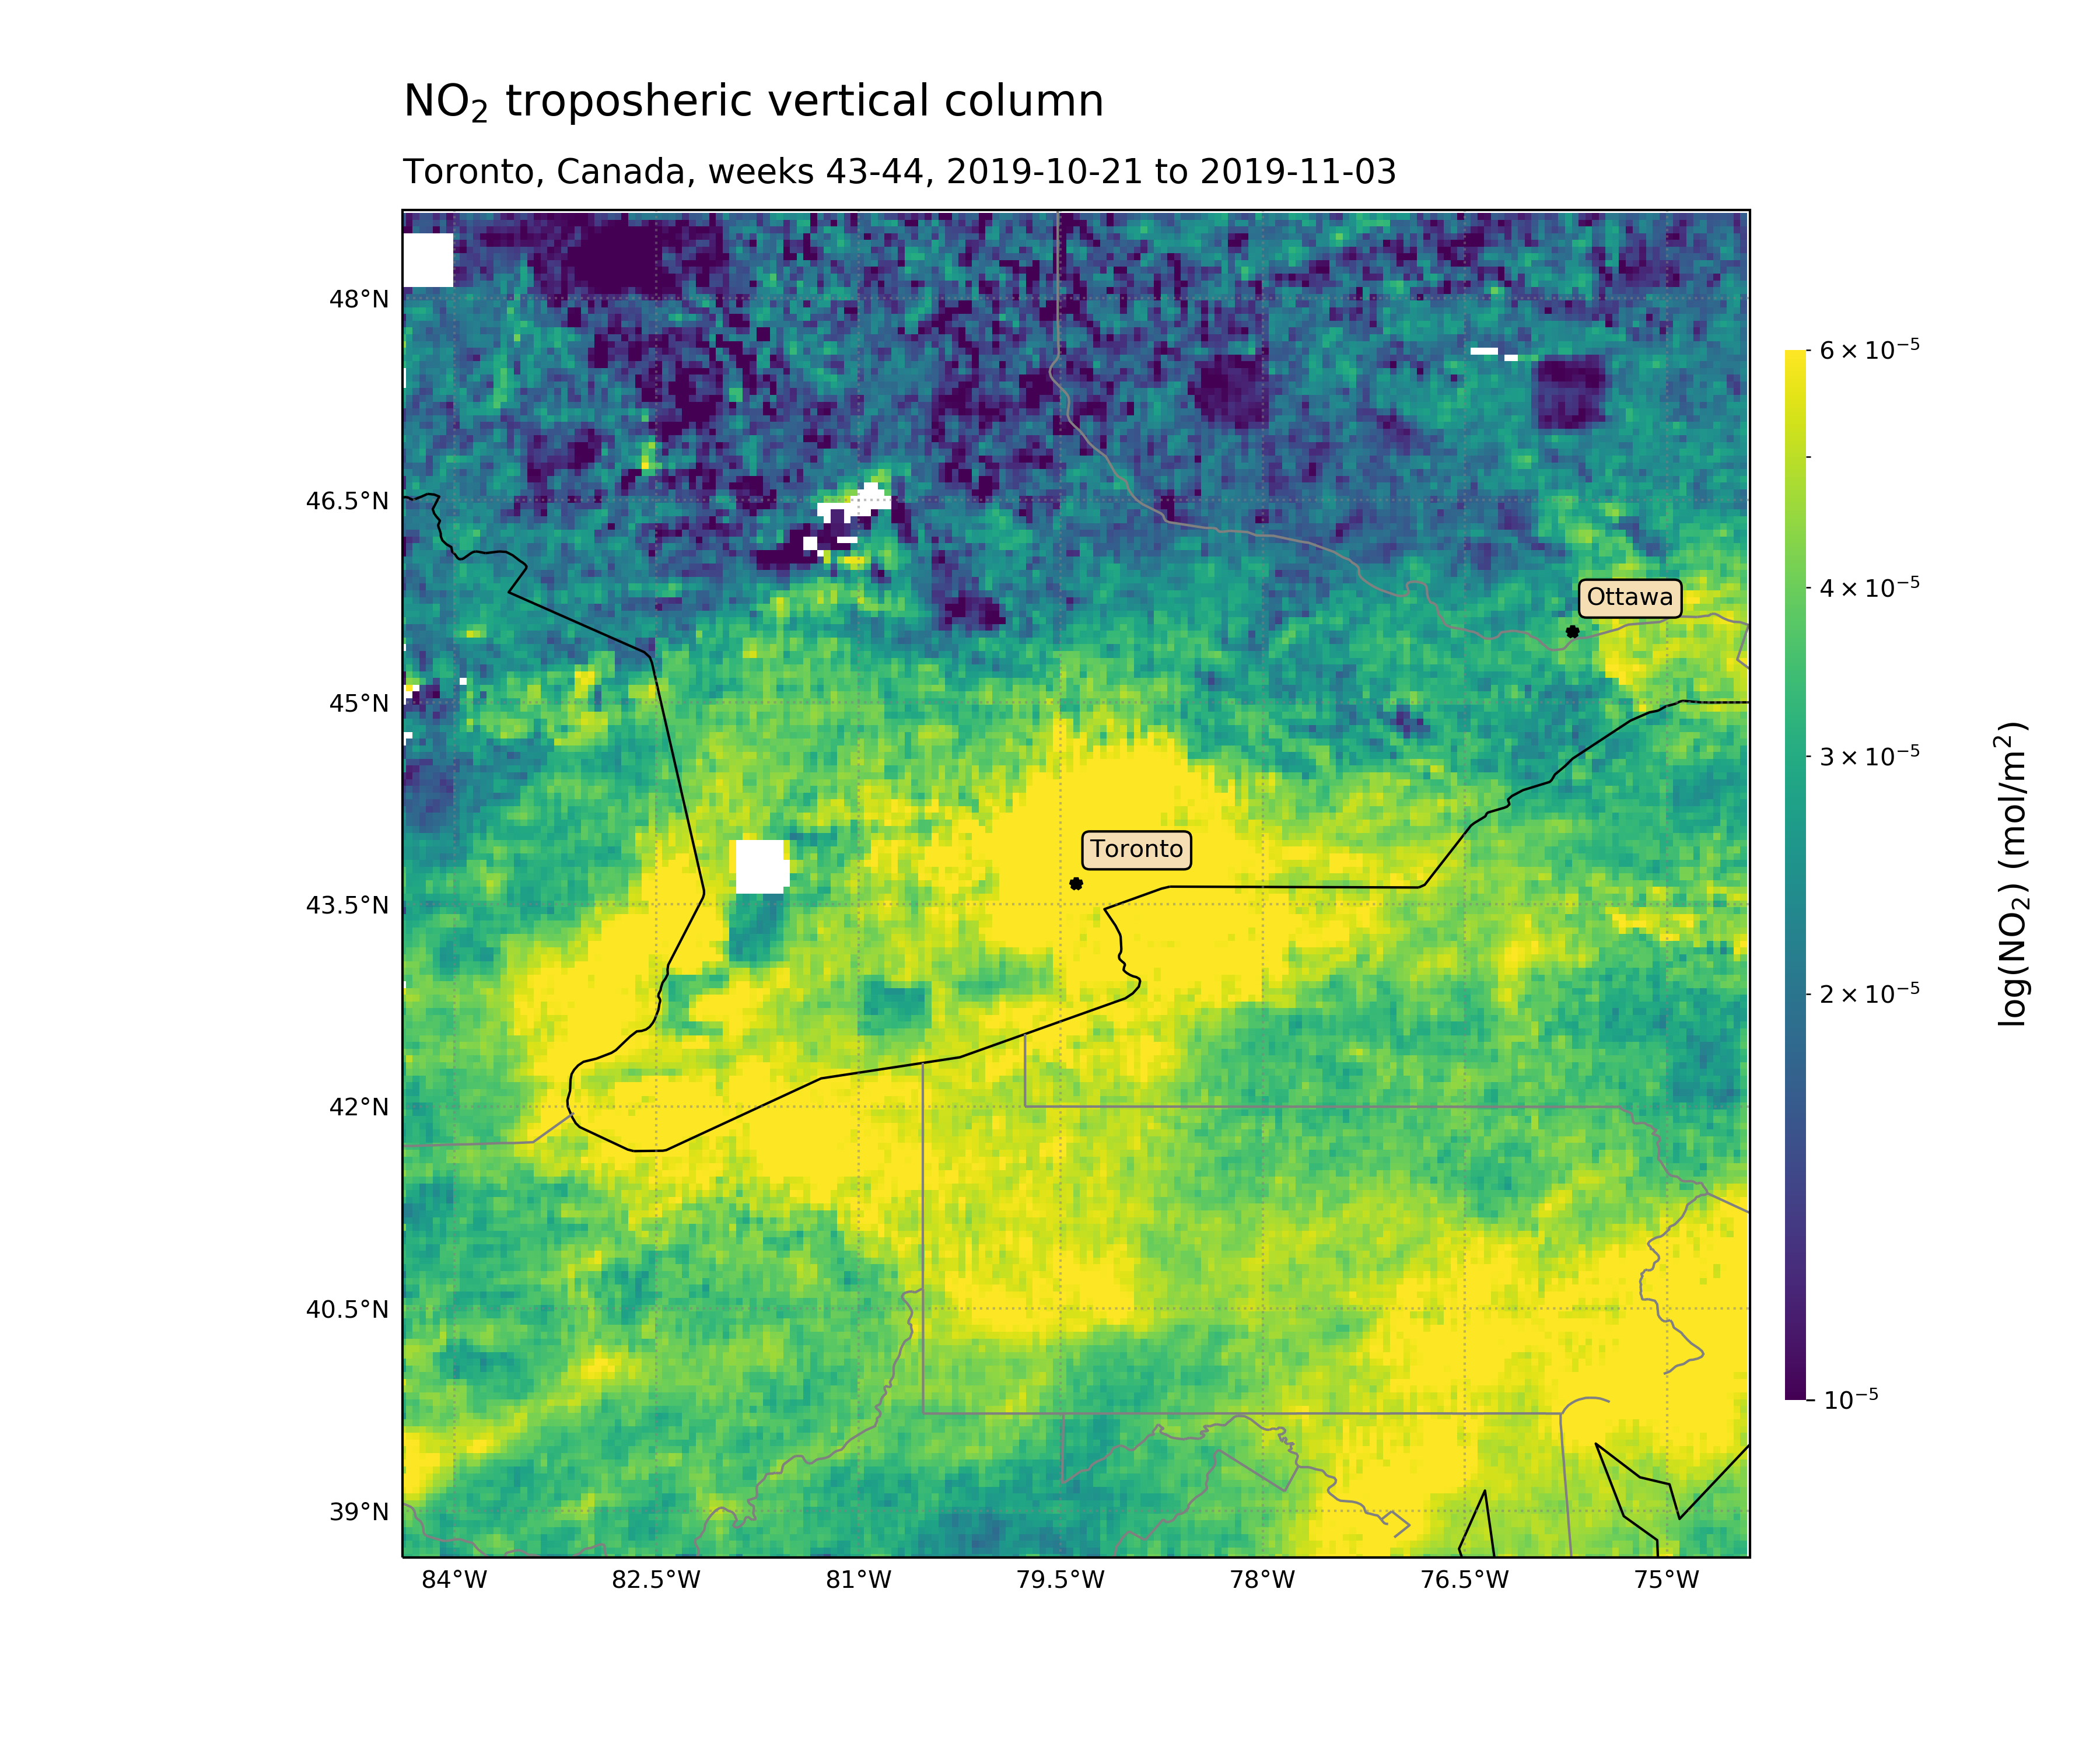 NO₂ troposheric vertical column
Toronto, Canada, weeks 43-44, 2019-10-21 to 2019-11-03
48°N
46.5°N
45°N
43.5°N
42°N
40.5°N
39°N
84°W 82.5°W 81°W 79.5°W 78°W 76.5°W 75°W
Ottawa
Toronto
6 × 10⁻⁵
4 × 10⁻⁵
3 × 10⁻⁵
2 × 10⁻⁵
10⁻⁵
log(NO₂) (mol/m²)